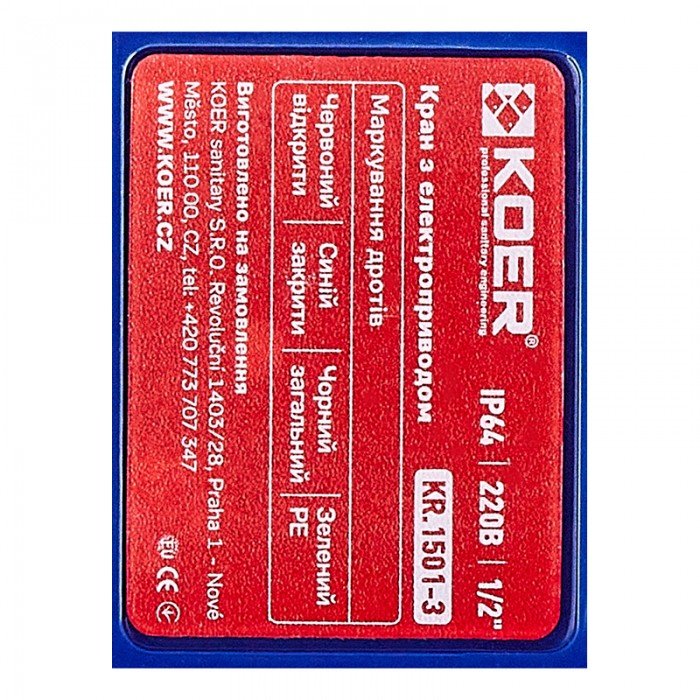 KOER®
professional sanitary engineering
IP64 | 220В | 1/2"
Кран з електроприводом KR.1501-3
Маркування дротів
Червоний Синій Чорний Зелений
відкрити закрити загальний PE
Виготовлено на замовлення
KOER sanitary S.R.O. Revoluční 1403/28, Praha 1 - Nové
Město, 110 00, CZ, tel: +420 773 707 347
WWW.KOER.CZ
CE